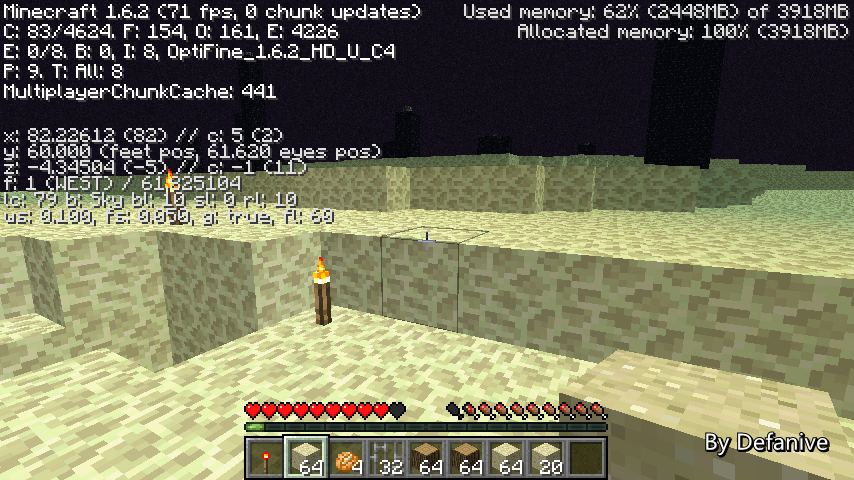 Minecraft 1.6.2 (71 fps, 0 chunk updates)
C: 83/4624. F: 154, O: 161, E: 4226
E: 0/8. B: 0, I: 8, OptiFine_1.6.2_HD_U_C4
P: 9. T: All: 8
MultiplayerChunkCache: 441
Used memory: 62% (2448MB) of 3918MB
Allocated memory: 100% (3918MB)
x: 82.22612 (82) // c: 5 (2)
y: 60.000 (feet pos, 61.620 eyes pos)
z: -4.34504 (-5) // c: -1 (11)
f: 1 (WEST) / 61.825104
lc: 79 b: Sky bl: 10 sl: 0 rl: 10
ws: 0.100, fs: 0.050, g: true, fl: 60
64 4 32 64 64 64 20
By Defanive